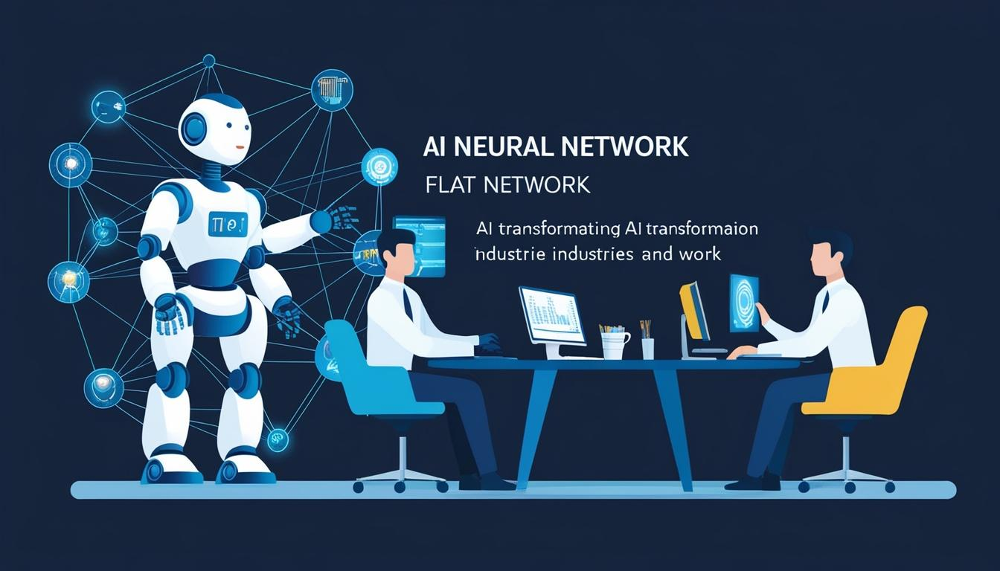 AI NEURAL NETWORK
FLAT NETWORK
AI transformating AI transformaion
industrie industries and work